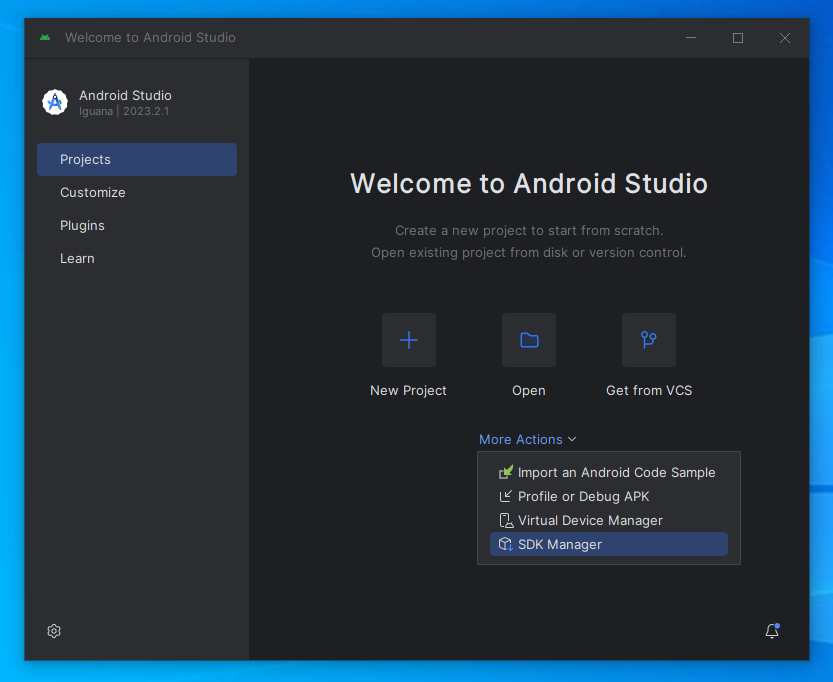 Welcome to Android Studio
Android Studio
Iguana | 2023.2.1
Projects
Customize
Plugins
Learn
Welcome to Android Studio
Create a new project to start from scratch.
Open existing project from disk or version control.
New Project
Open
Get from VCS
More Actions
Import an Android Code Sample
Profile or Debug APK
Virtual Device Manager
SDK Manager